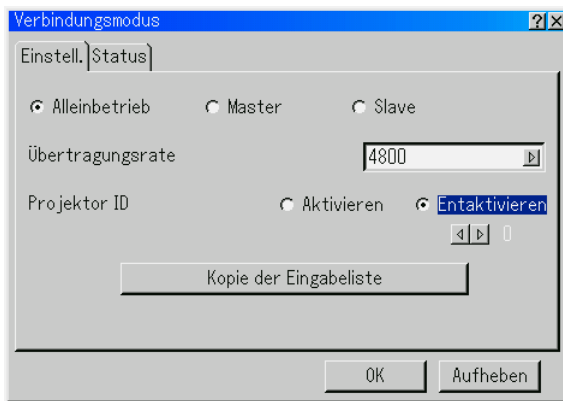 Verbindungsmodus
Einstell. Status
Alleinbetrieb Master Slave
Übertragungsrate 4800
Projektor ID Aktivieren Entaktivieren
0
Kopie der Eingabeliste
OK Aufheben